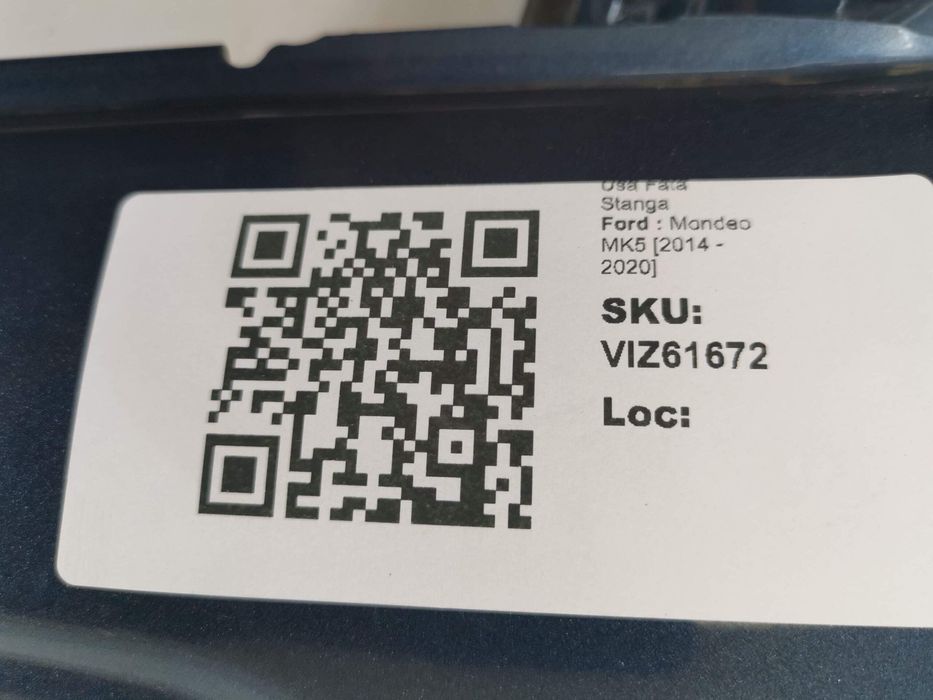 Usa Fata
Stanga
Ford : Mondeo
MK5 [2014 -
2020]
SKU:
VIZ61672
Loc: